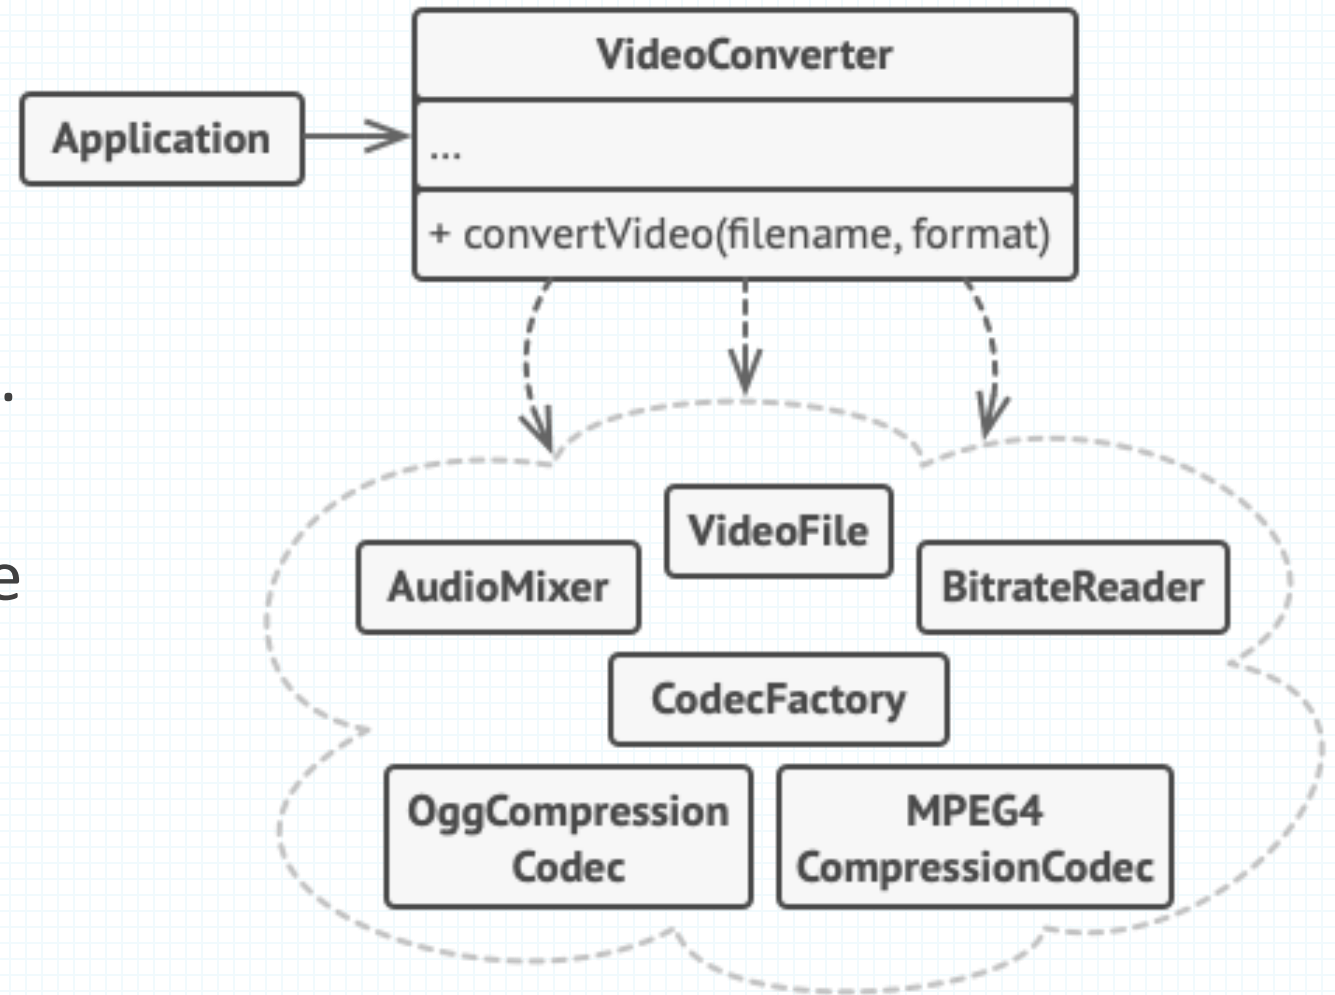 VideoConverter
Application
...
+ convertVideo(filename, format)
.
e
VideoFile
AudioMixer
BitrateReader
CodecFactory
OggCompression
Codec
MPEG4
CompressionCodec